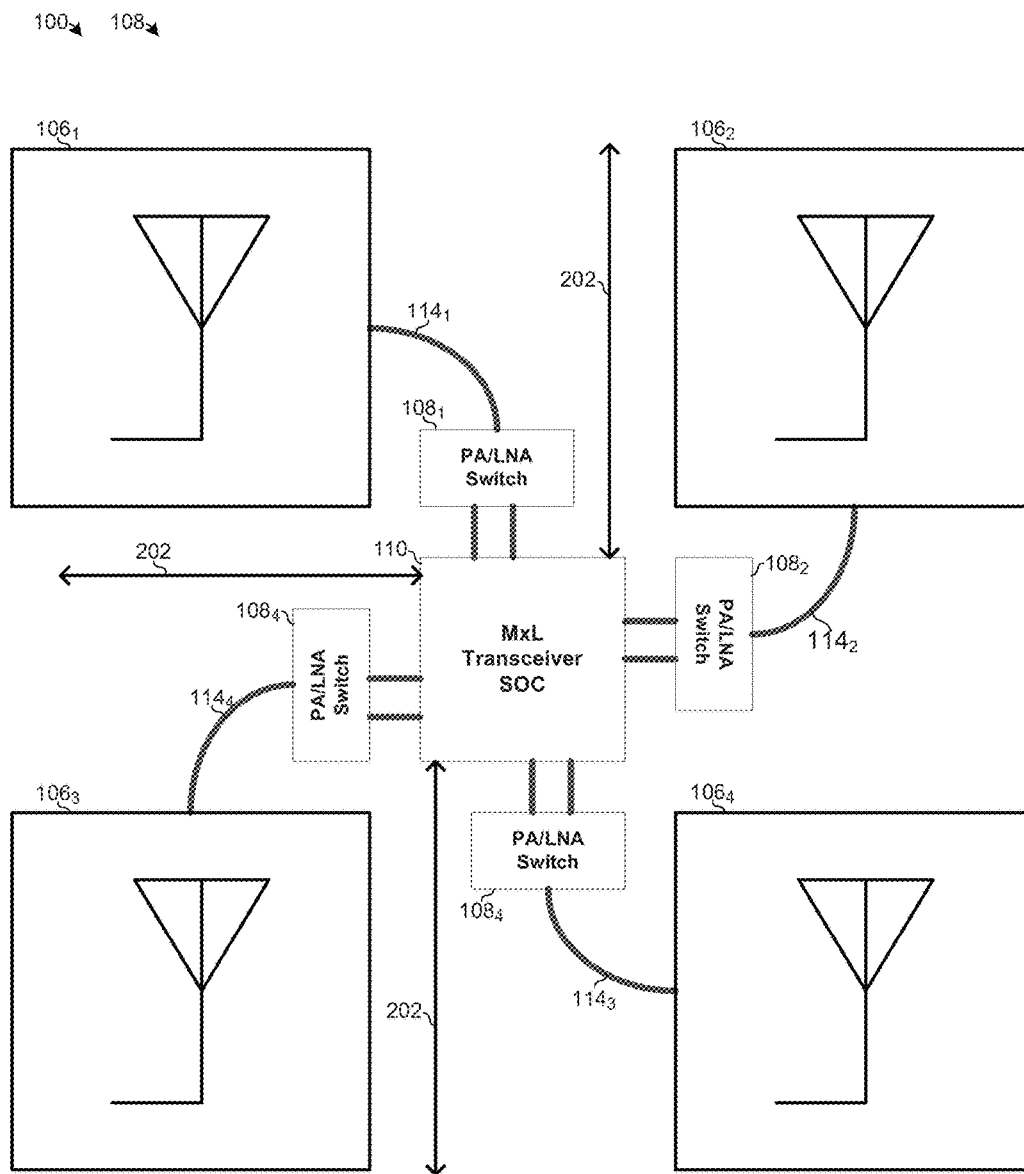 100 108
106₁
106₂
202
114₁
108₁
PA/LNA
Switch
202
110
108₂
PA/LNA
Switch
108₄
MxL
Transceiver
SOC
114₂
PA/LNA
Switch
114₄
106₃
106₄
PA/LNA
Switch
108₄
114₃
202